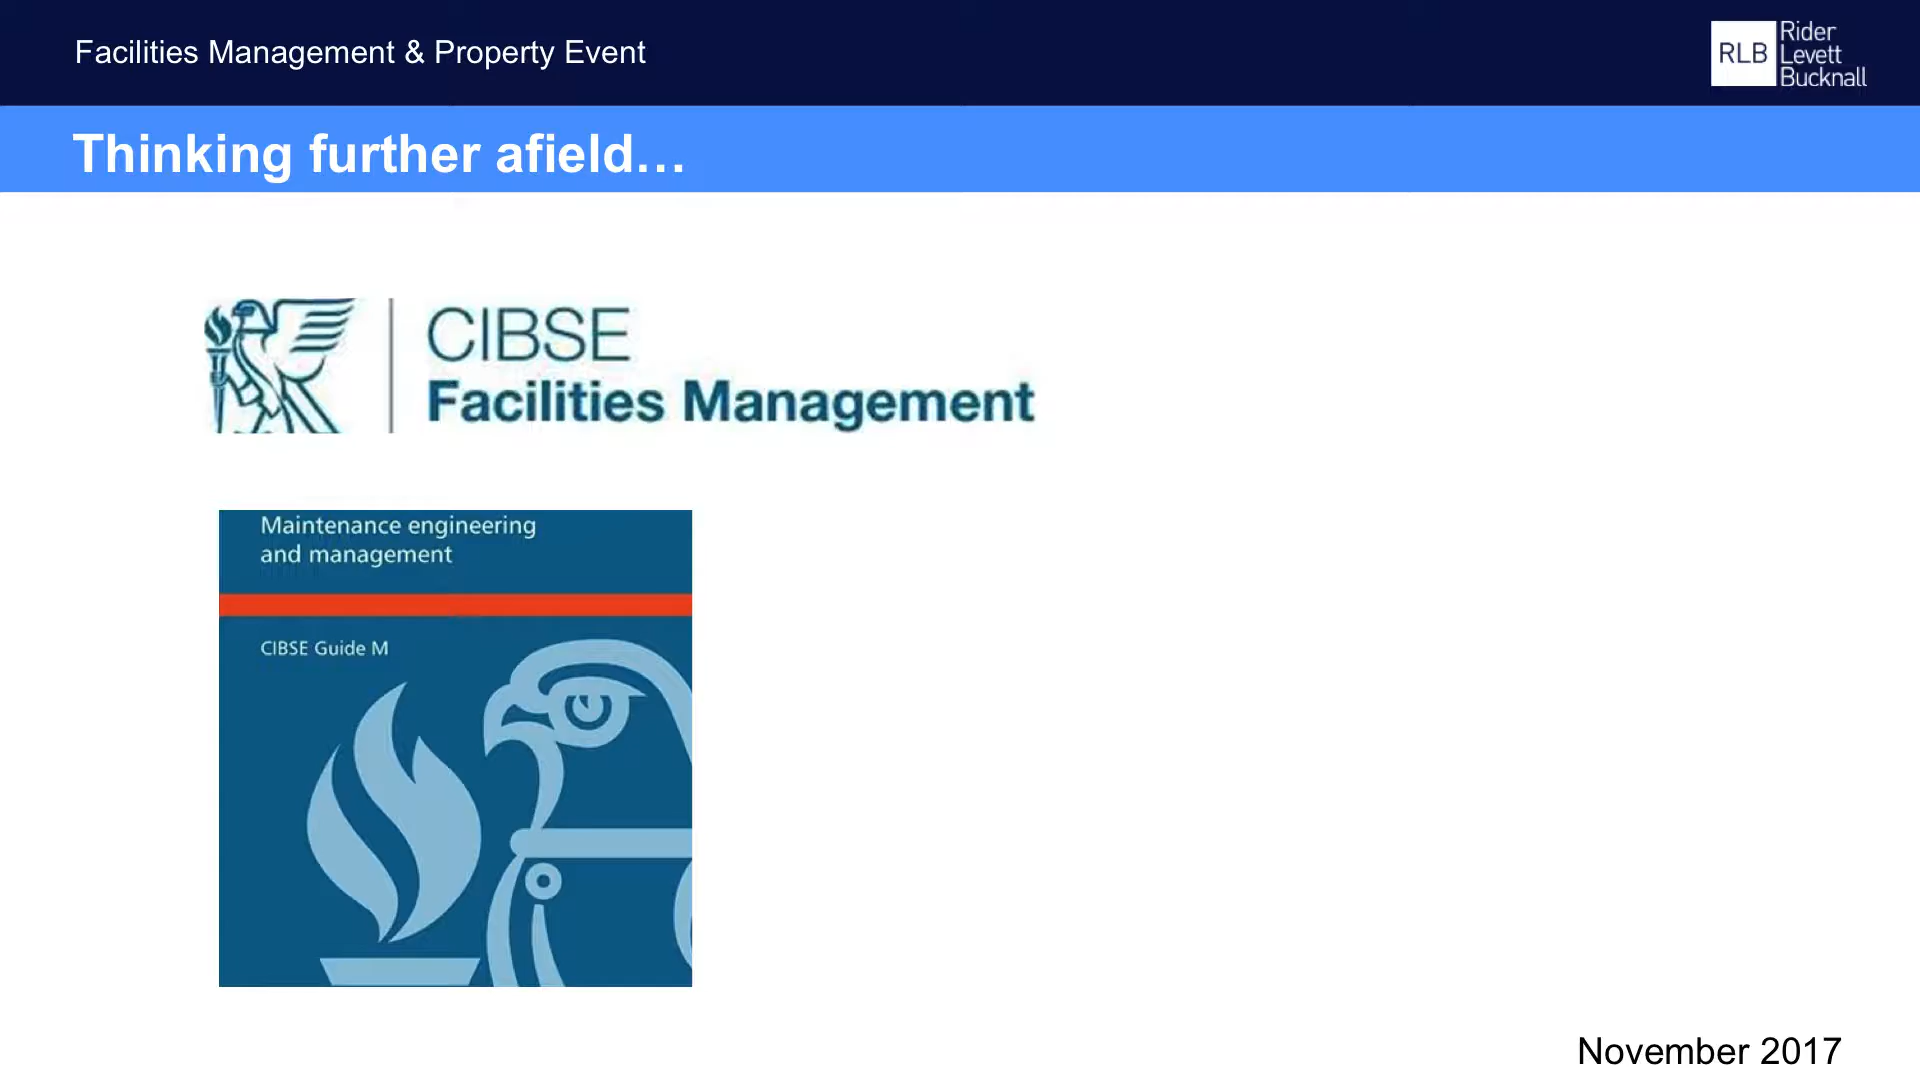 Facilities Management & Property Event
RLB
Rider
Levett
Bucknall
Thinking further afield…
CIBSE
Facilities Management
Maintenance engineering
and management
CIBSE Guide M
November 2017